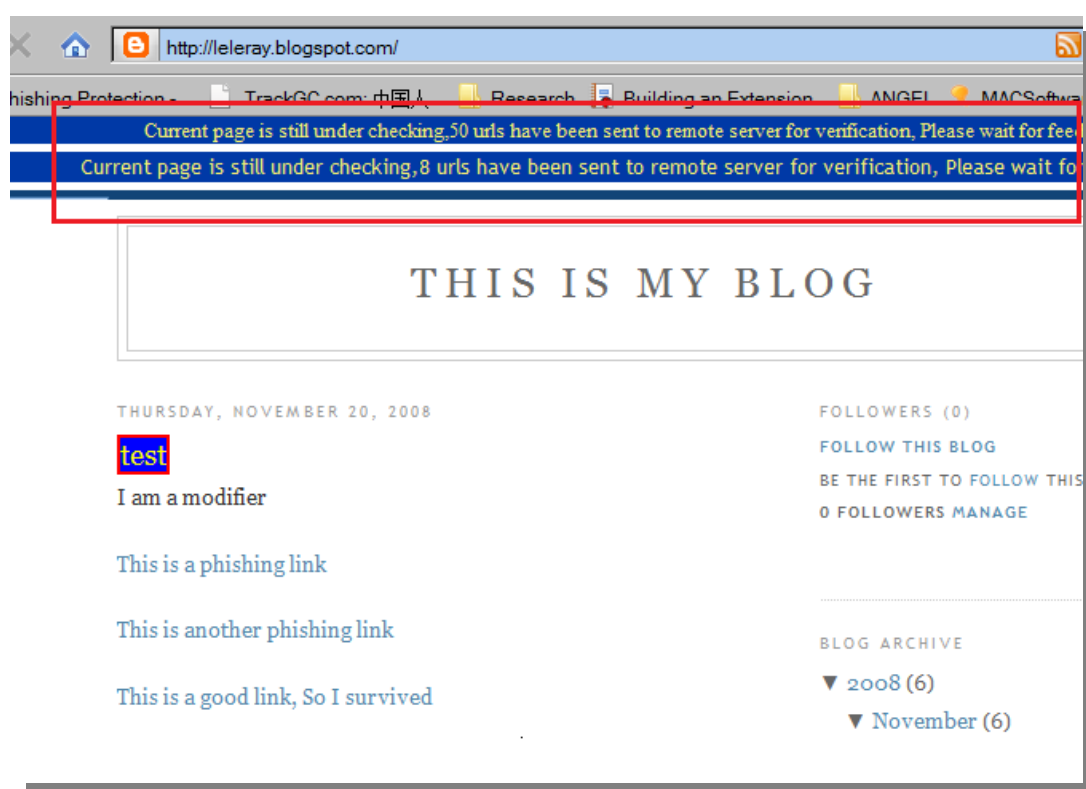 http://leleray.blogspot.com/
hishing Protection - TrackGC.com: 中国人 Research Building an Extension ANGEL MACSoftwa
Current page is still under checking,50 urls have been sent to remote server for verification, Please wait for fee
Current page is still under checking,8 urls have been sent to remote server for verification, Please wait fo
THIS IS MY BLOG
THURSDAY, NOVEMBER 20, 2008
test
I am a modifier
This is a phishing link
This is another phishing link
This is a good link, So I survived
FOLLOWERS (0)
FOLLOW THIS BLOG
BE THE FIRST TO FOLLOW THIS
0 FOLLOWERS MANAGE
BLOG ARCHIVE
▼ 2008 (6)
▼ November (6)